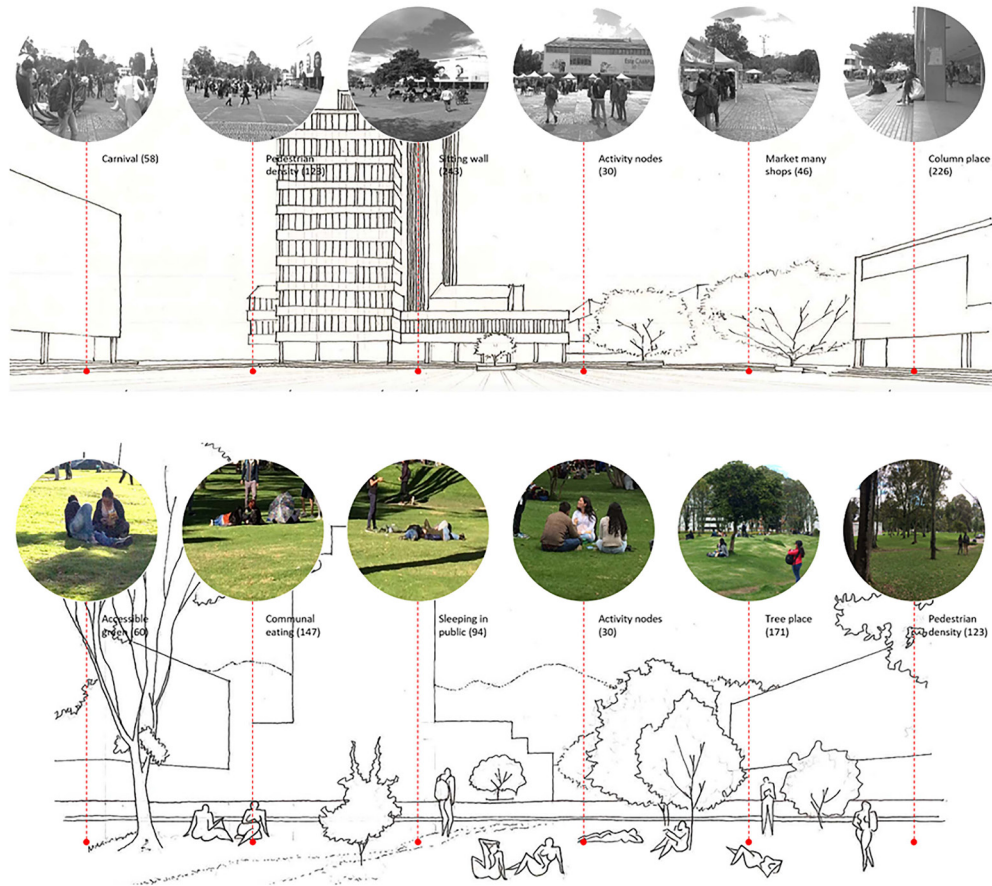 Carnival (58)
Pedestrian
density (123)
Sitting wall
(243)
Activity nodes
(30)
Market many
shops (46)
Column place
(226)
Accessible
green (60)
Communal
eating (147)
Sleeping in
public (94)
Activity nodes
(30)
Tree place
(171)
Pedestrian
density (123)